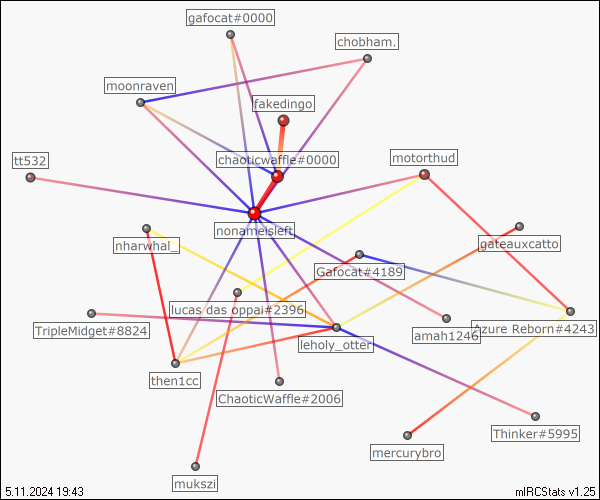 gafocat#0000
chobham.
moonraven
fakedingo
chaoticwaffle#0000
tt532
motorthud
nonameisleft
nharwhal_
gateauxcatto
Gafocat#4189
lucas das oppai#2396
TripleMidget#8824
amah1246
Azure Reborn#4243
leholy_otter
then1cc
ChaoticWaffle#2006
Thinker#5995
mercurybro
mukszi
5.11.2024 19:43
mIRCStats v1.25